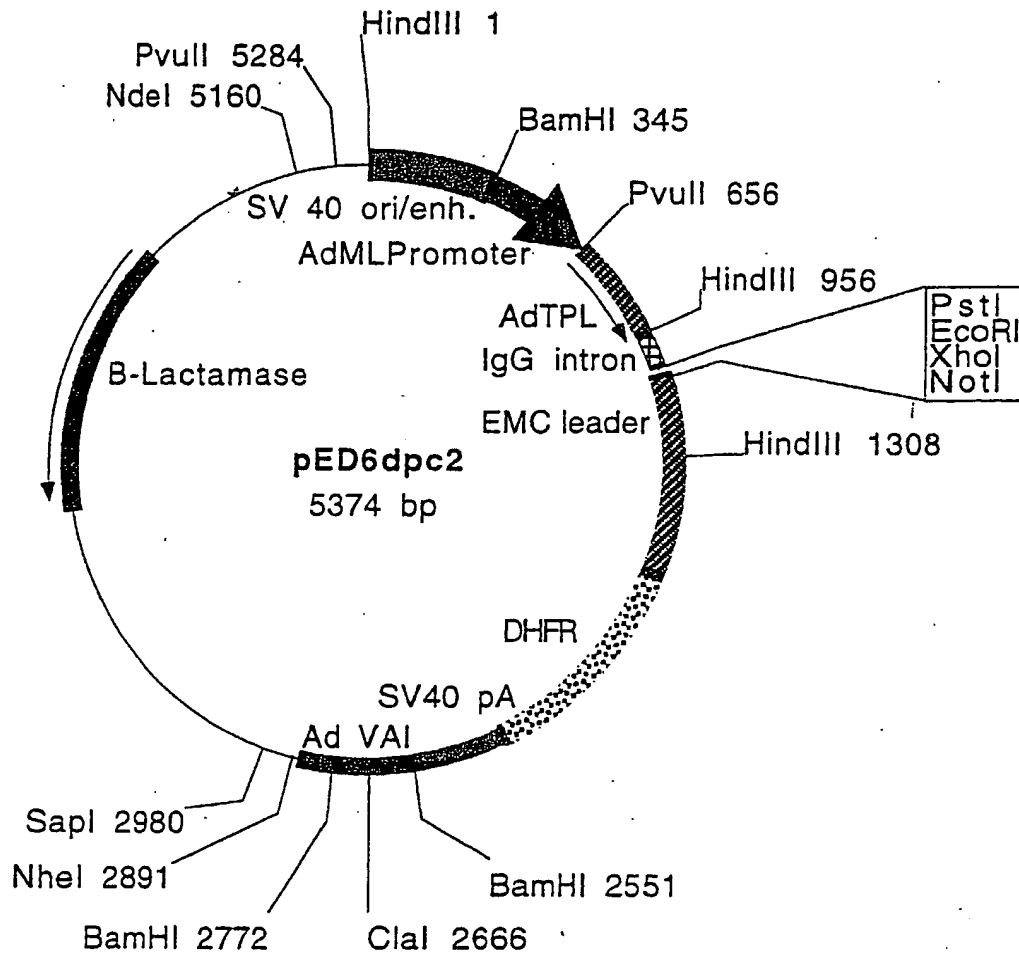 HindIII 1
PvuII 5284
NdeI 5160
BamHI 345
SV 40 ori/enh.
PvuII 656
AdMLPromoter
HindIII 956
AdTPL
PstI
EcoRI
XhoI
NotI
IgG intron
B-Lactamase
EMC leader
HindIII 1308
pED6dpc2
5374 bp
DHFR
SV40 pA
Ad VAI
SapI 2980
NheI 2891
BamHI 2551
BamHI 2772
ClaI 2666